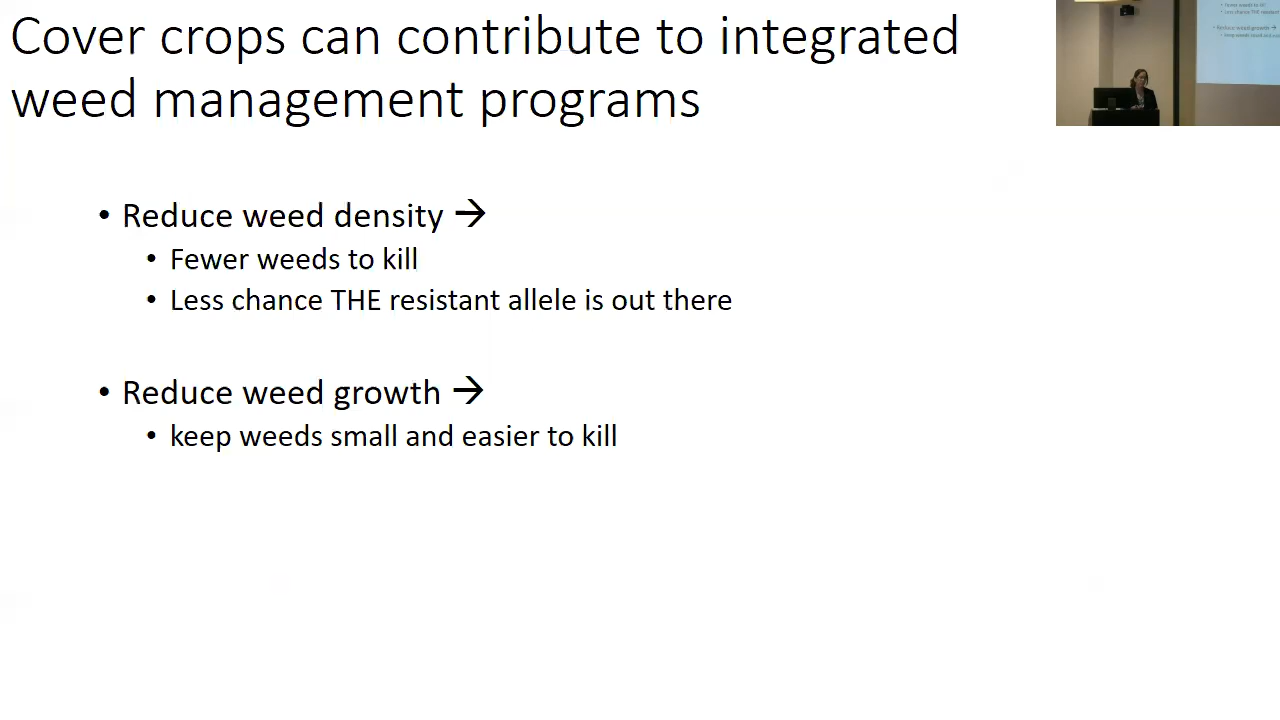 Cover crops can contribute to integrated
weed management programs
• Reduce weed density →
• Fewer weeds to kill
• Less chance THE resistant allele is out there
• Reduce weed growth →
• keep weeds small and easier to kill